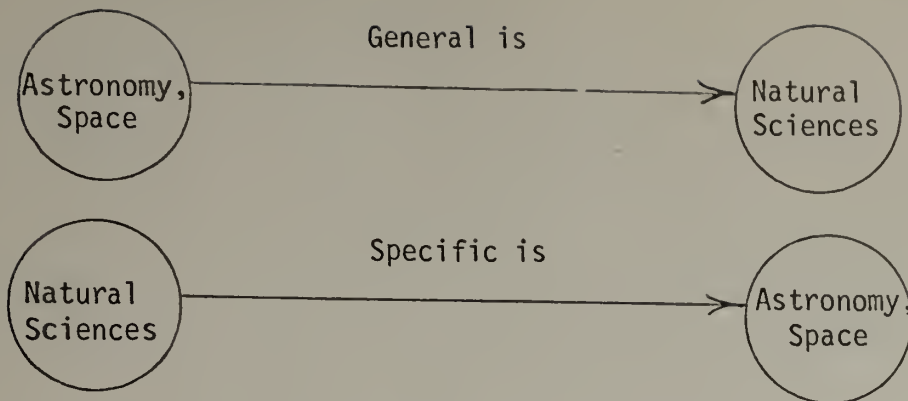 General is
Astronomy,
Space
Natural
Sciences
Specific is
Natural
Sciences
Astronomy,
Space